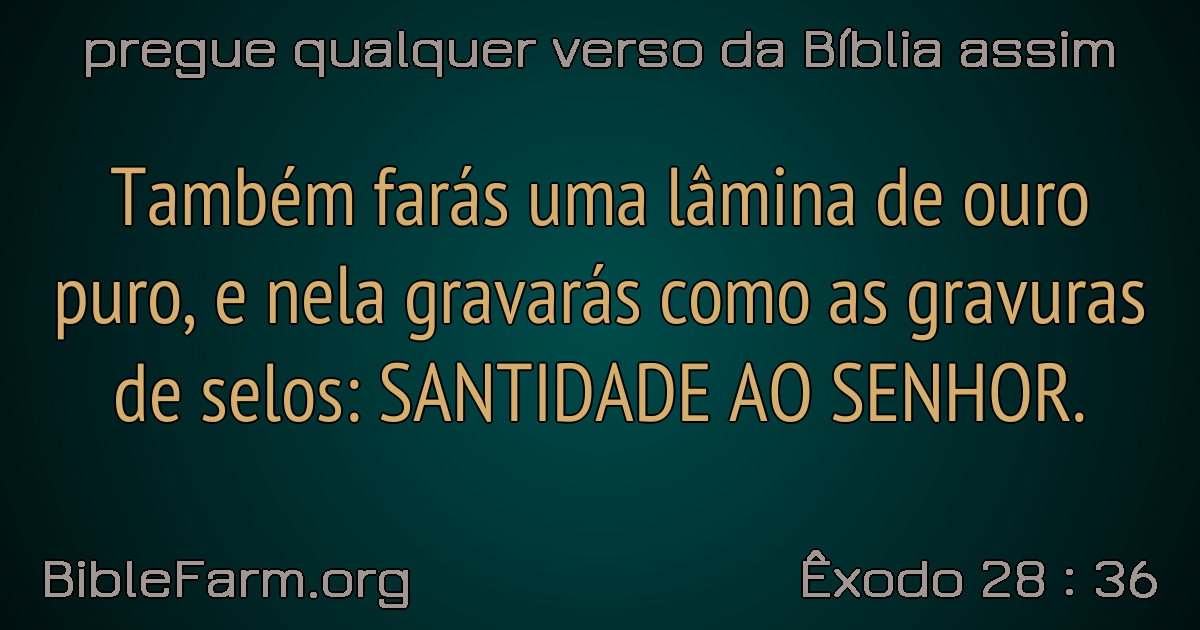 pregue qualquer verso da Bíblia assim
Também farás uma lâmina de ouro
puro, e nela gravarás como as gravuras
de selos: SANTIDADE AO SENHOR.
BibleFarm.org
Êxodo 28 : 36